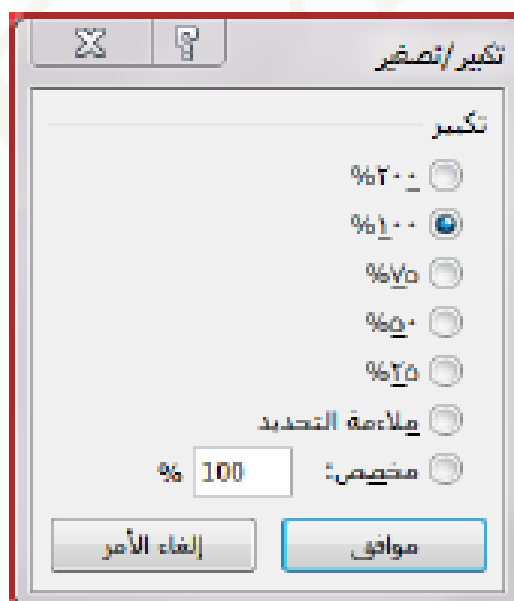 تكبير/تصغير
تكبير
%٢٠٠
%١٠٠
%٧٥
%٥٠
%٢٥
ملاءمة التحديد
مخصص: 100 %
موافق إلغاء الأمر